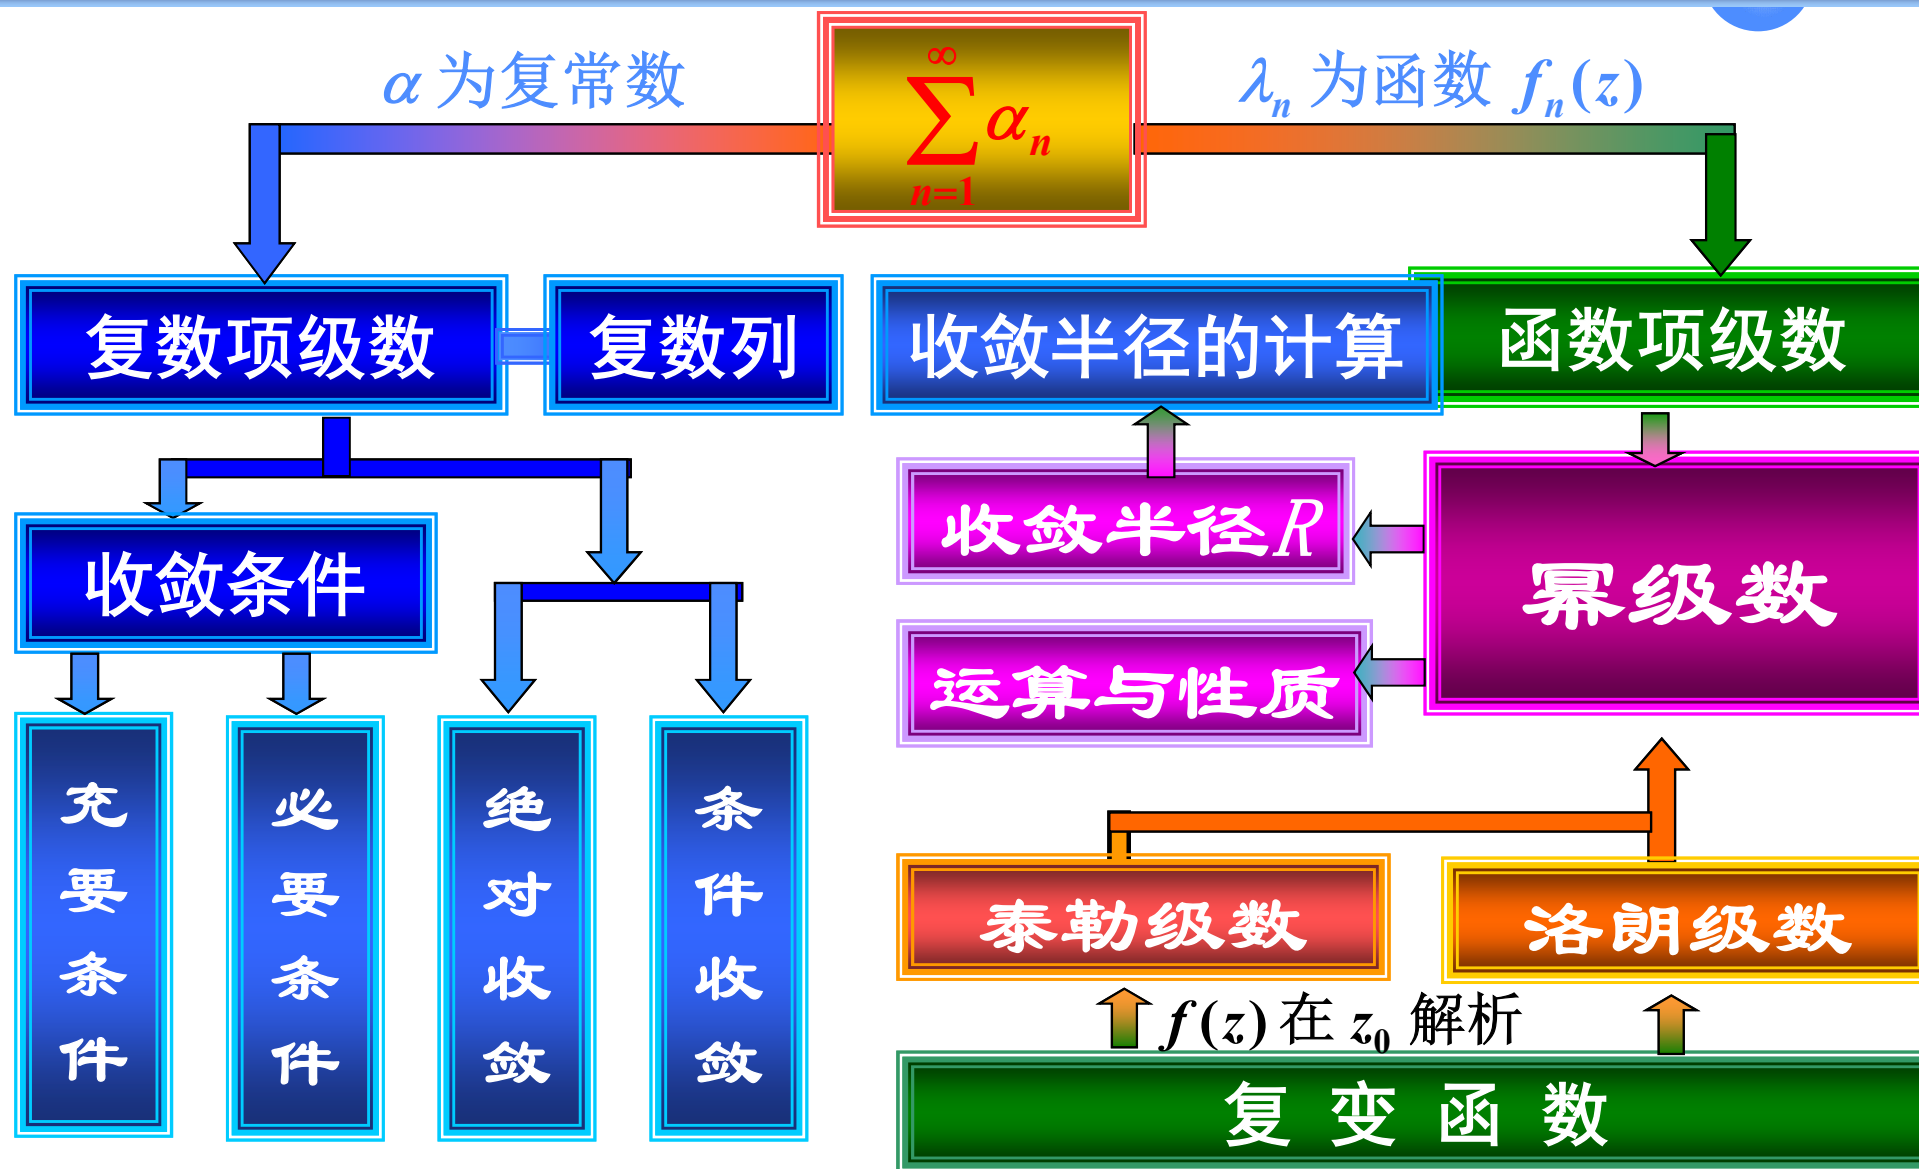 α 为复常数
∞
∑ αn
n=1
λn 为函数 fn(z)
复数项级数
复数列
收敛半径的计算
函数项级数
收敛条件
收敛半径R
幂级数
运算与性质
充要条件
必要条件
绝对收敛
条件收敛
泰勒级数
洛朗级数
f(z)在 z0 解析
复变函数